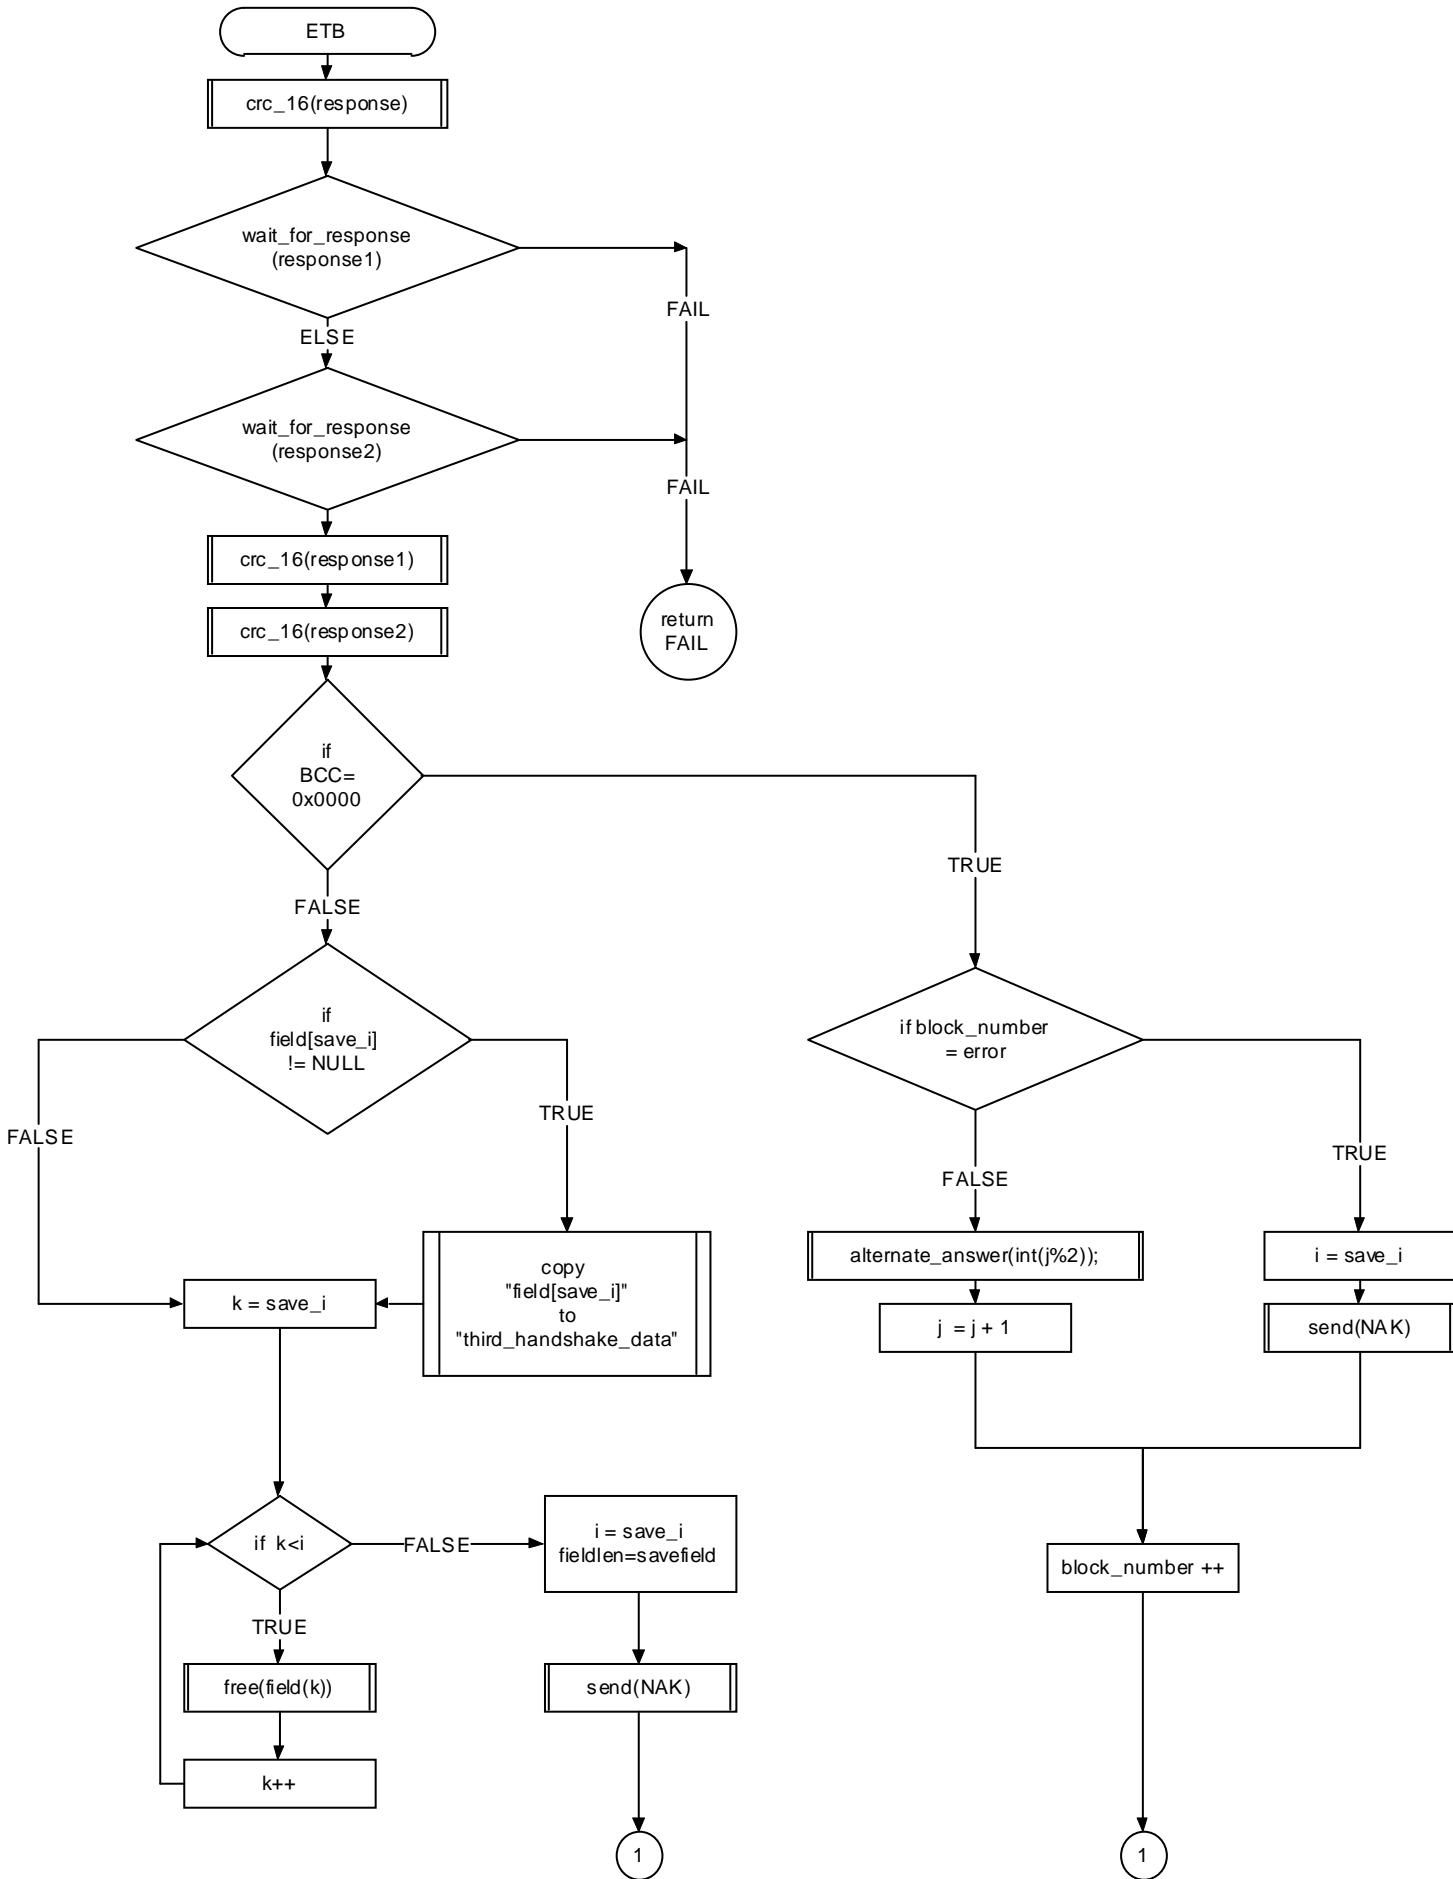 ETB
crc_16(response)
wait_for_response
(response1)
FAIL
ELSE
wait_for_response
(response2)
FAIL
crc_16(response1)
crc_16(response2)
return
FAIL
if
BCC=
0x0000
TRUE
FALSE
if
field[save_i]
!= NULL
if block_number
= error
TRUE
FALSE
TRUE
FALSE
copy
"field[save_i]"
to
"third_handshake_data"
k = save_i
alternate_answer(int(j%2));
i = save_i
j = j + 1
send(NAK)
if k<i
FALSE
i = save_i
fieldlen=savefield
block_number ++
TRUE
free(field(k))
send(NAK)
k++
1
1